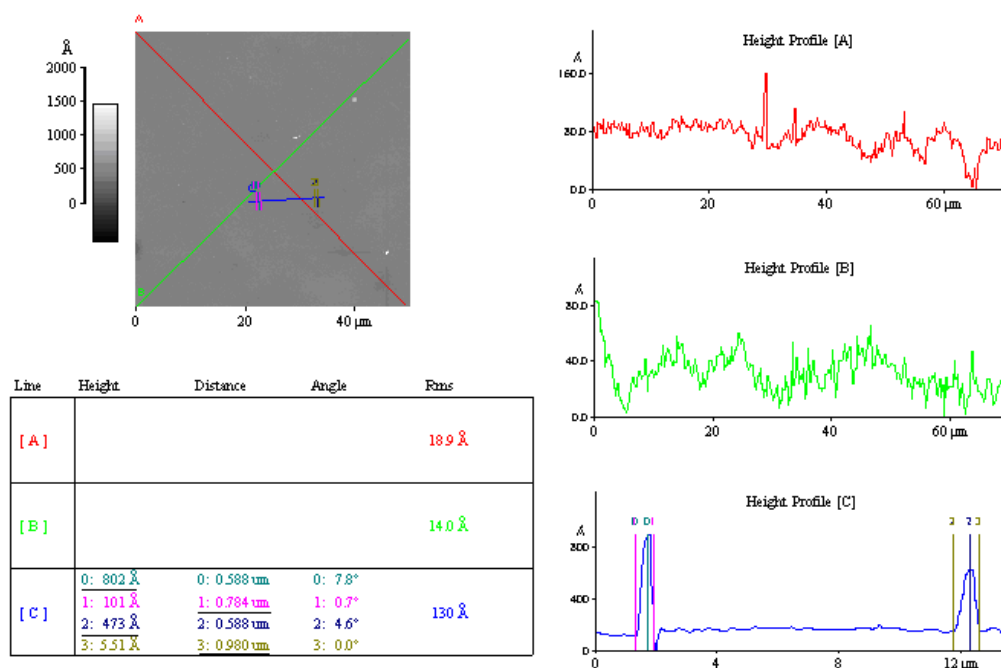 A
Å
2000
1500
1000
500
0
B
0 20 40 µm
Height Profile [A]
Å
160.0
80.0
0.0
0 20 40 60 µm
Height Profile [B]
Å
80.0
40.0
0.0
0 20 40 60 µm
Line Height Distance Angle Rms
[ A ] 18.9 Å
[ B ] 14.0 Å
[ C ] 130 Å
0: 802 Å 0: 0.588 um 0: 7.8°
1: 101 Å 1: 0.784 um 1: 0.7°
2: 473 Å 2: 0.588 um 2: 4.6°
3: 5.51 Å 3: 0.980 um 3: 0.0°
Height Profile [C]
Å
800
400
0
0 4 8 12 µm
2 2 3